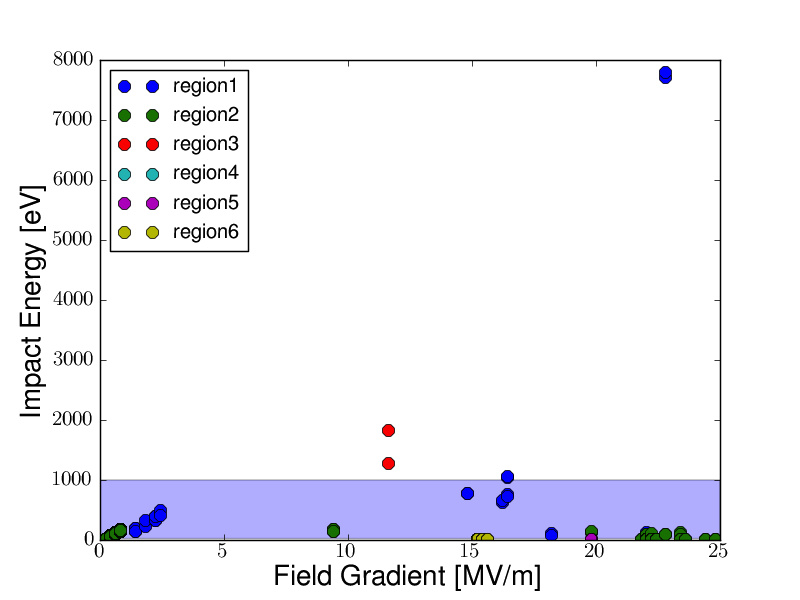 8000
7000
6000
5000
4000
3000
2000
1000
0
Impact Energy [eV]
region1
region2
region3
region4
region5
region6
0 5 10 15 20 25
Field Gradient [MV/m]